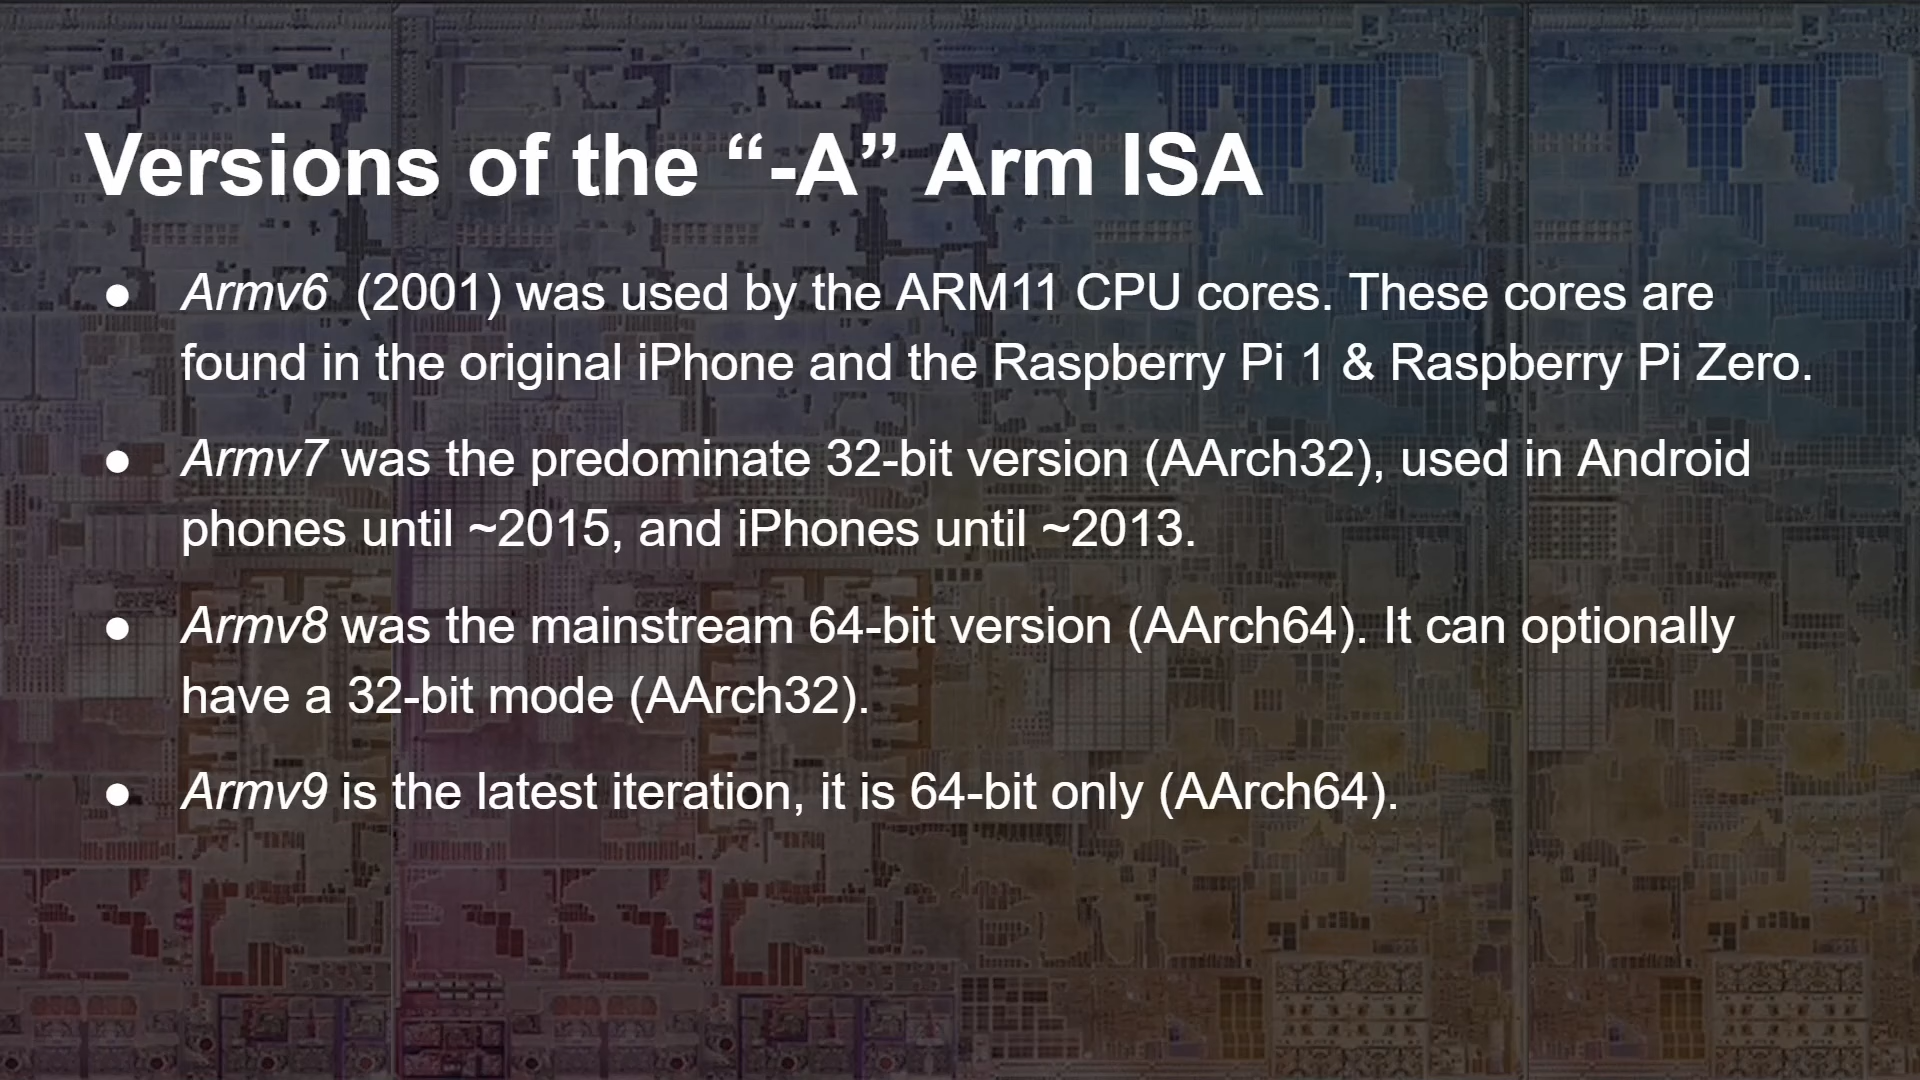 Versions of the “-A” Arm ISA
● Armv6 (2001) was used by the ARM11 CPU cores. These cores are
found in the original iPhone and the Raspberry Pi 1 & Raspberry Pi Zero.
● Armv7 was the predominate 32-bit version (AArch32), used in Android
phones until ~2015, and iPhones until ~2013.
● Armv8 was the mainstream 64-bit version (AArch64). It can optionally
have a 32-bit mode (AArch32).
● Armv9 is the latest iteration, it is 64-bit only (AArch64).